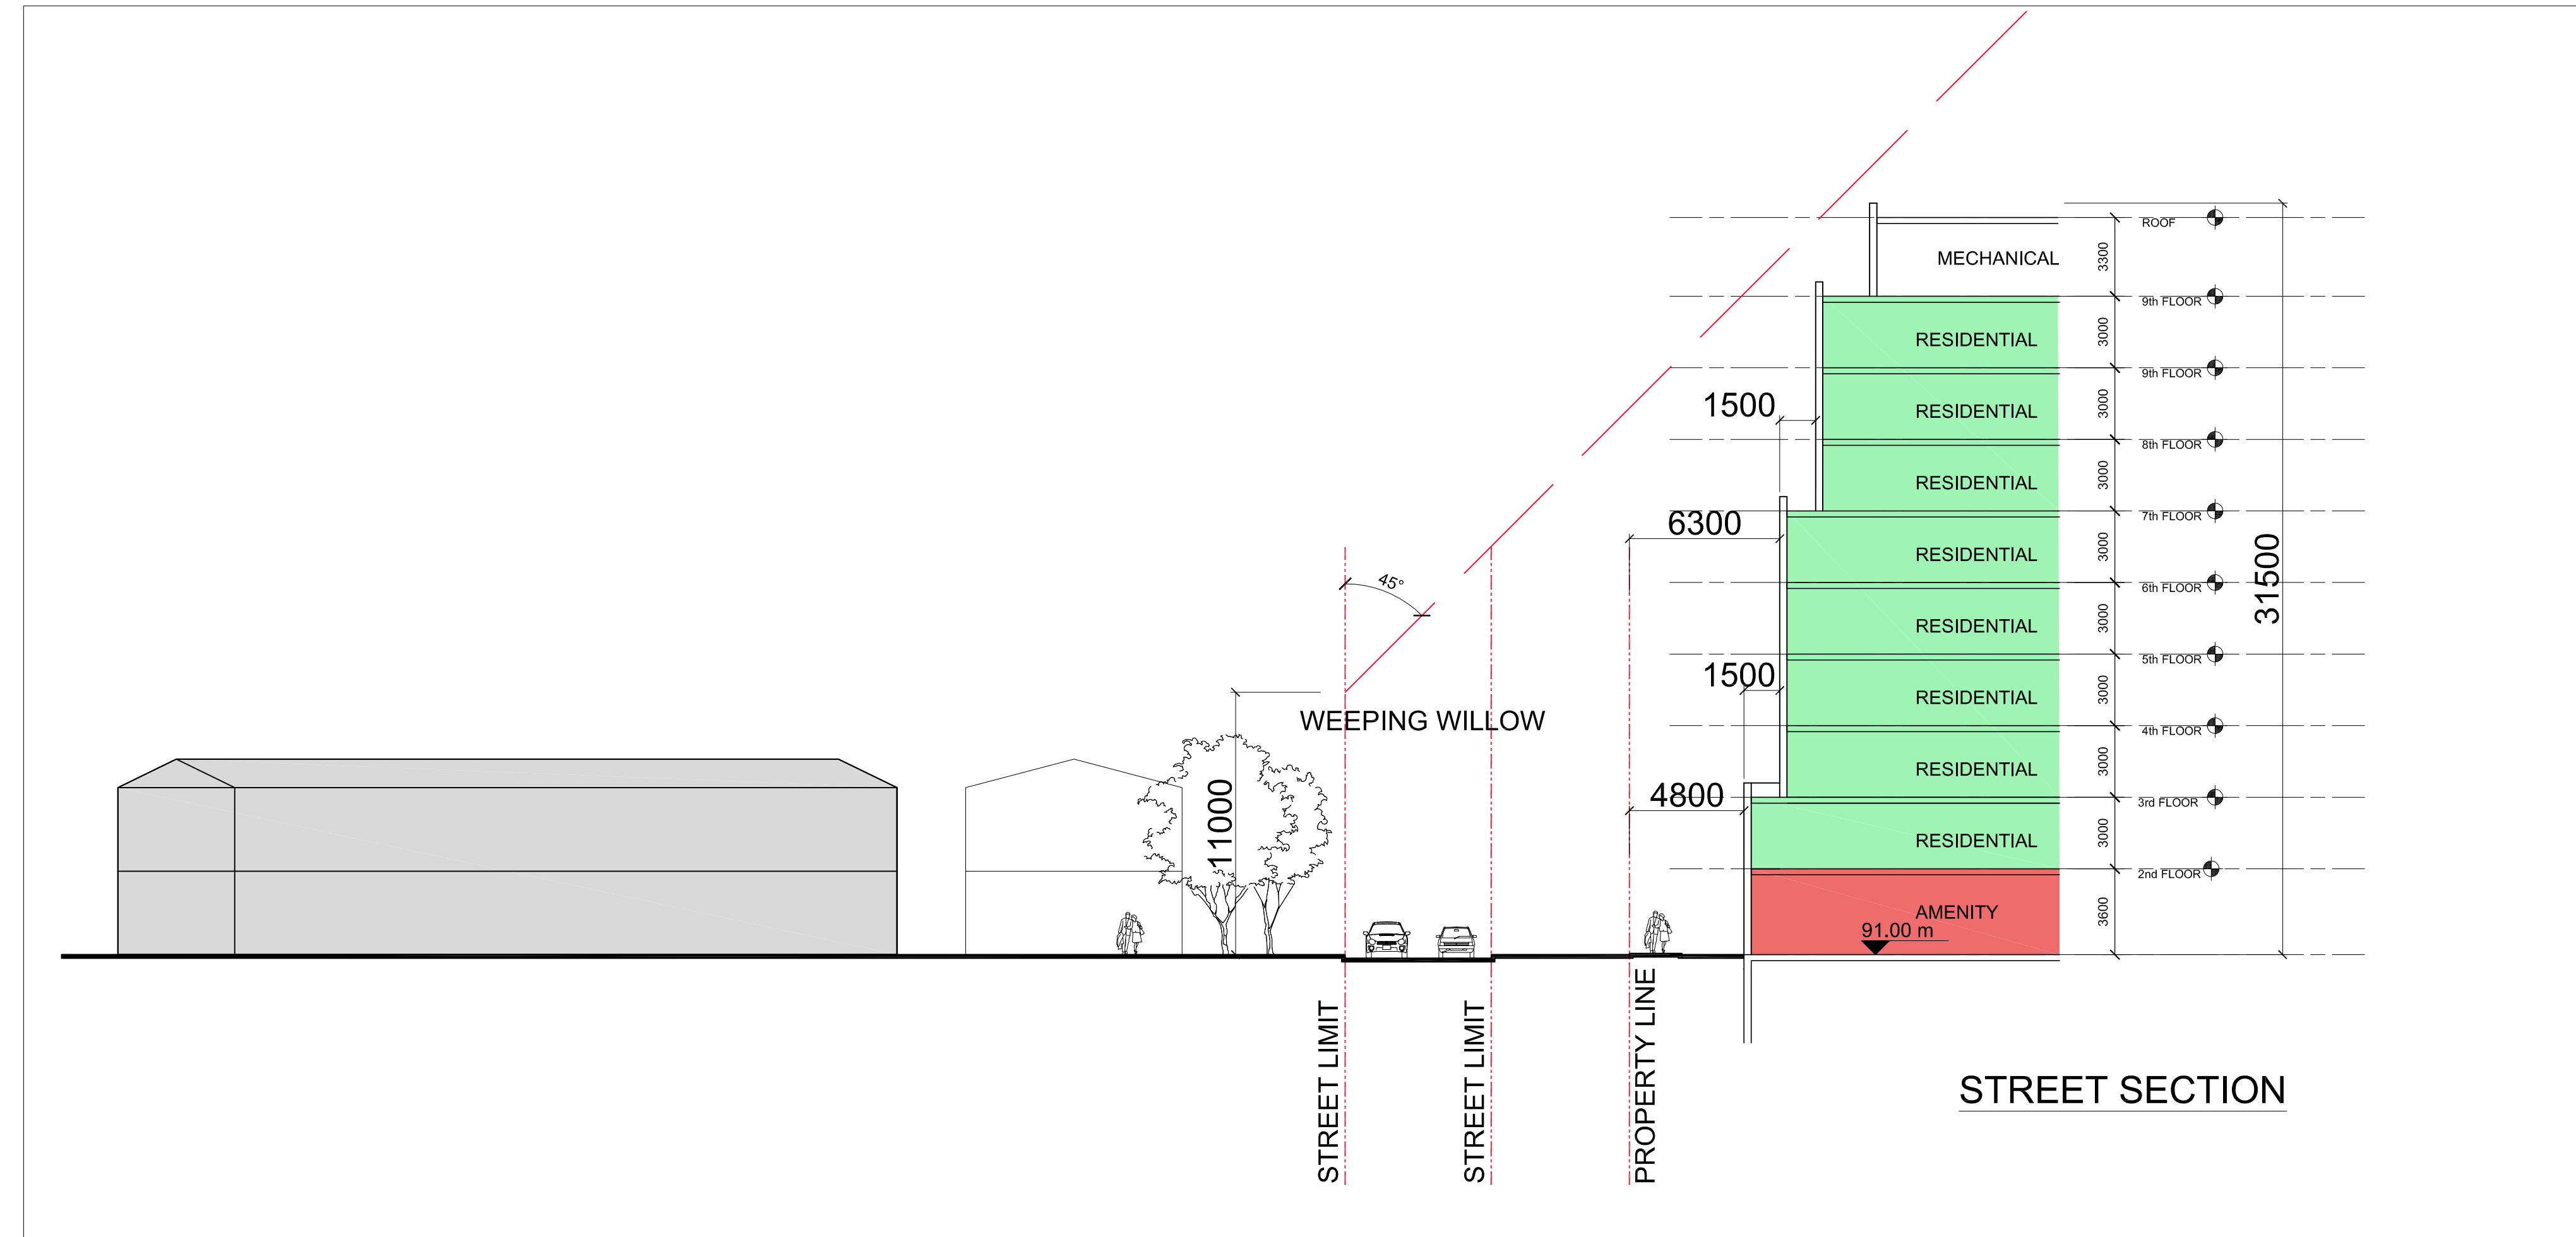 ROOF
3300
MECHANICAL
9th FLOOR
3000
RESIDENTIAL
9th FLOOR
1500
3000
RESIDENTIAL
8th FLOOR
3000
RESIDENTIAL
7th FLOOR
6300
3000
RESIDENTIAL
31500
45°
6th FLOOR
3000
RESIDENTIAL
5th FLOOR
1500
3000
RESIDENTIAL
WEEPING WILLOW
4th FLOOR
3000
RESIDENTIAL
4800
3rd FLOOR
11000
3000
RESIDENTIAL
2nd FLOOR
3600
AMENITY
91.00 m
STREET LIMIT
STREET LIMIT
PROPERTY LINE
STREET SECTION